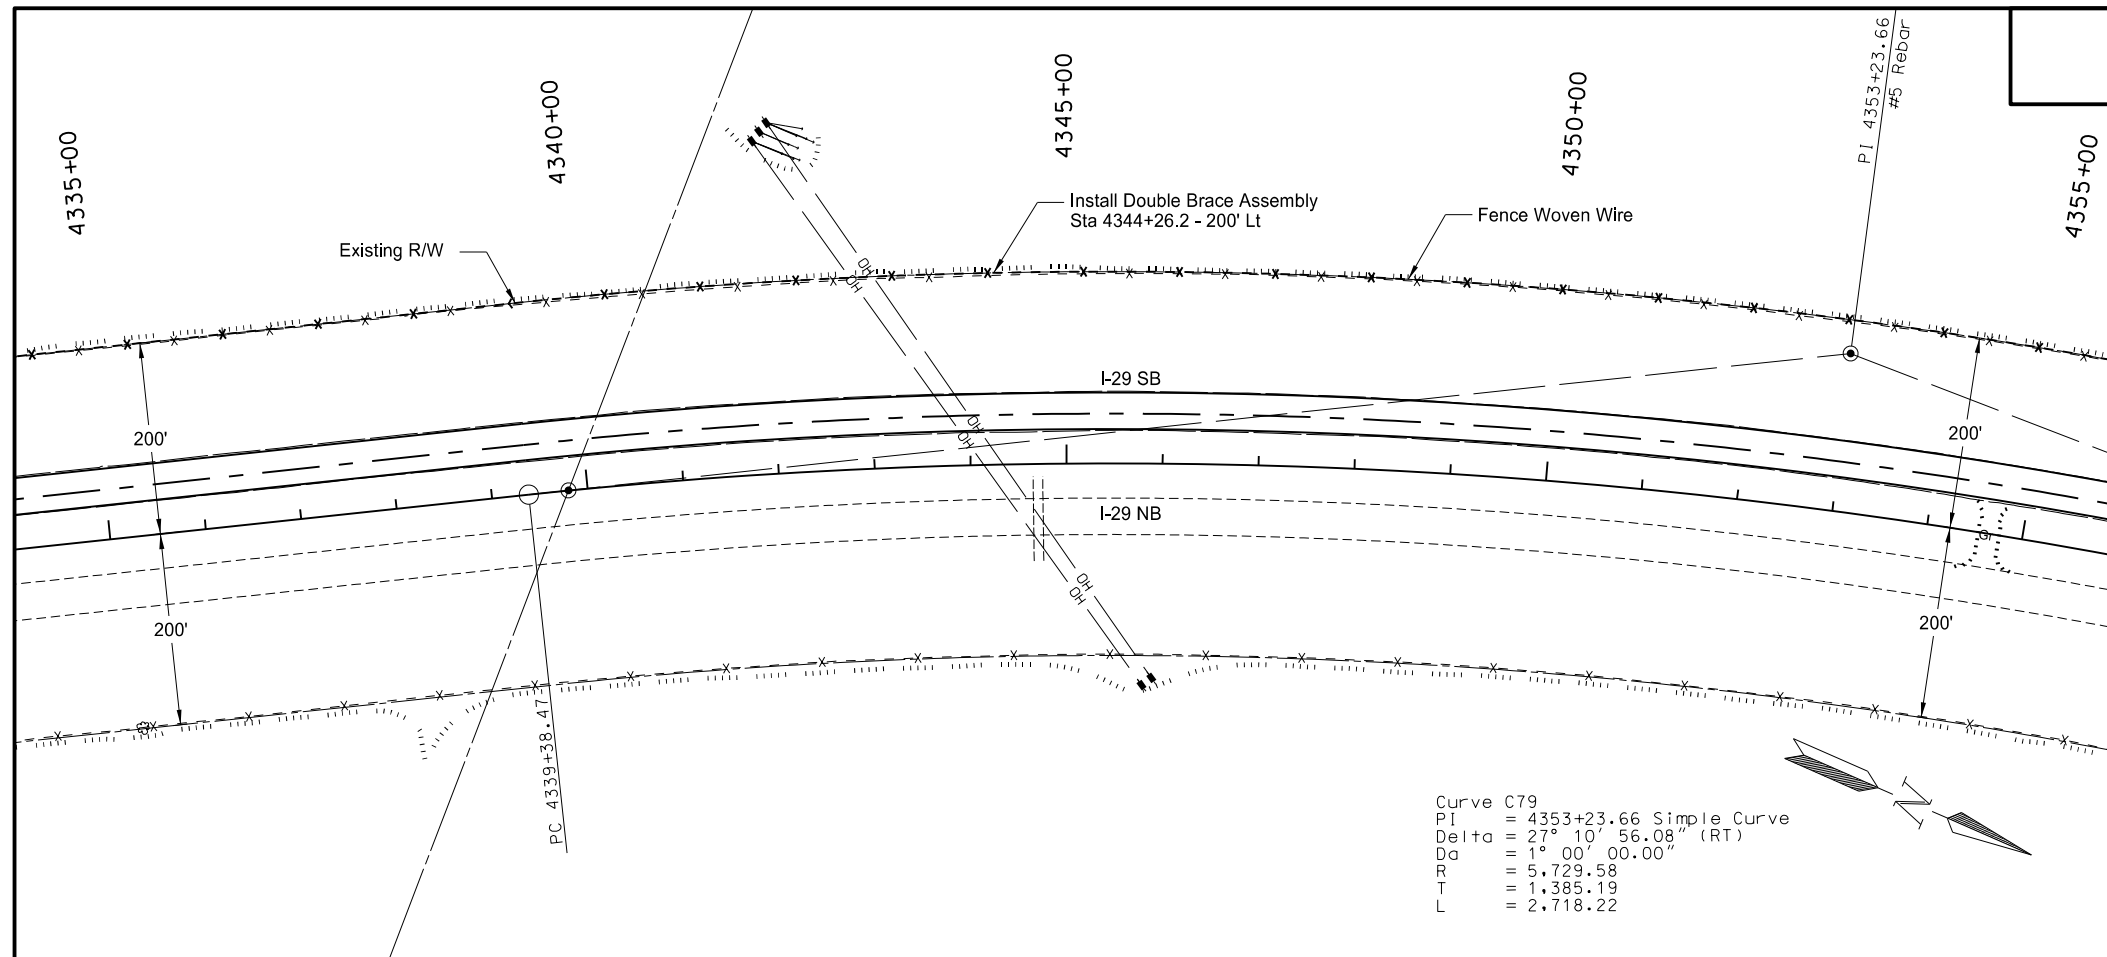 4335+00
4340+00
4345+00
4350+00
4355+00
PI 4353+23.66
#5 Rebar
Existing R/W
Install Double Brace Assembly
Sta 4344+26.2 - 200' Lt
Fence Woven Wire
OH
OH
I-29 SB
200'
200'
OH
OH
I-29 NB
Gr
OH
OH
200'
200'
PC 4339+38.47
N
Curve C79
PI = 4353+23.66 Simple Curve
Delta = 27° 10' 56.08" (RT)
Da = 1° 00' 00.00"
R = 5,729.58
T = 1,385.19
L = 2,718.22